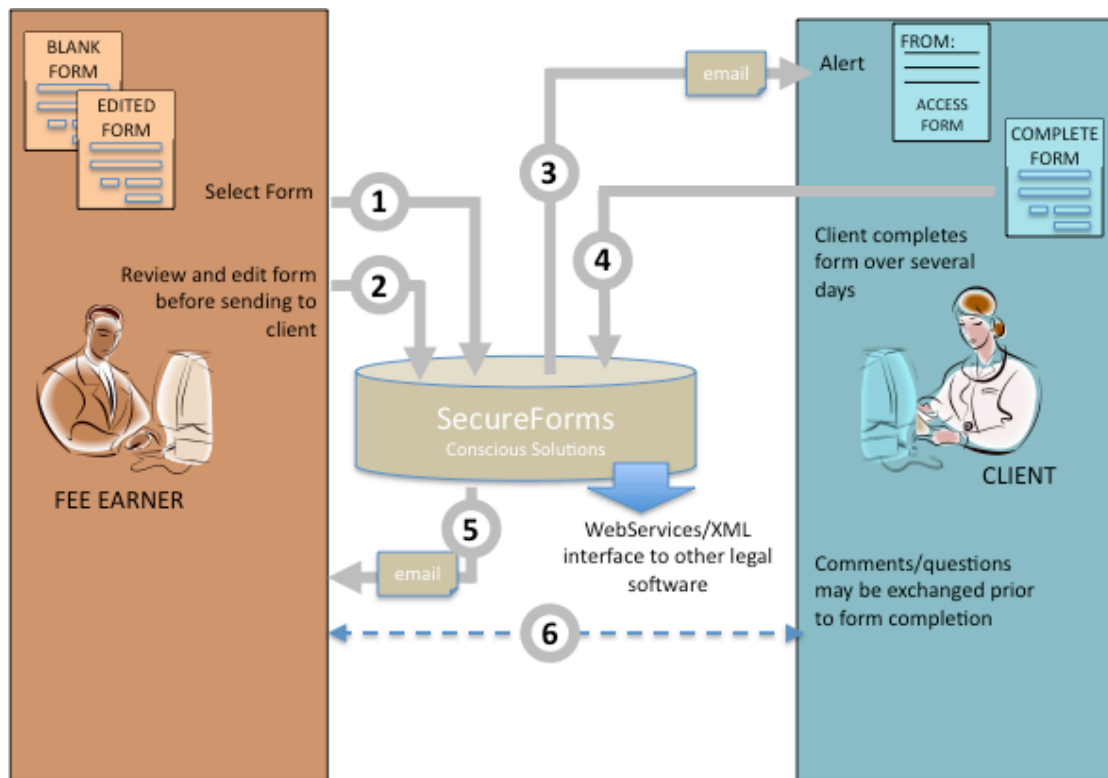 BLANK
FORM
EDITED
FORM
Select Form
1
Review and edit form
before sending to
client
2
FEE EARNER
3
email
Alert
FROM:
ACCESS
FORM
COMPLETE
FORM
4
Client completes
form over several
days
CLIENT
SecureForms
Conscious Solutions
WebServices/XML
interface to other legal
software
5
email
6
Comments/questions
may be exchanged prior
to form completion